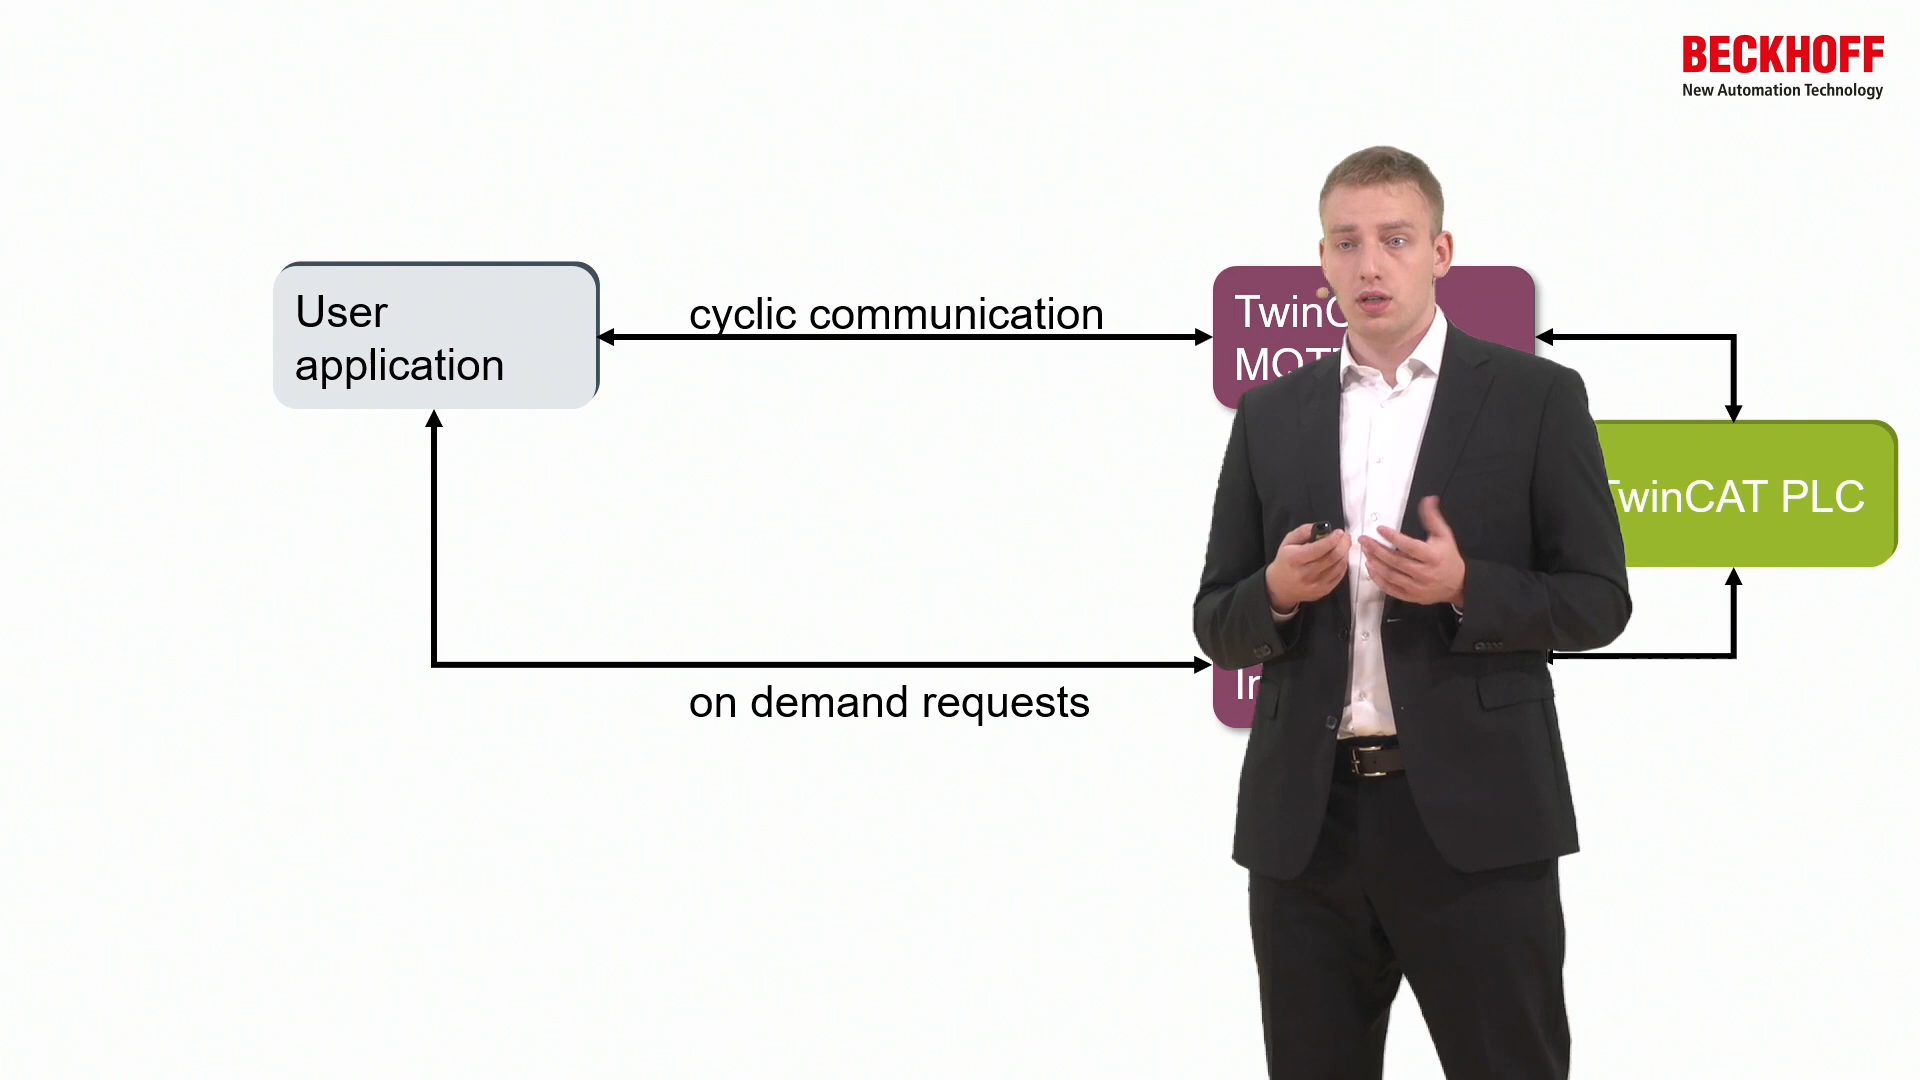 BECKHOFF
New Automation Technology
User
application
cyclic communication
TwinCAT PLC
on demand requests